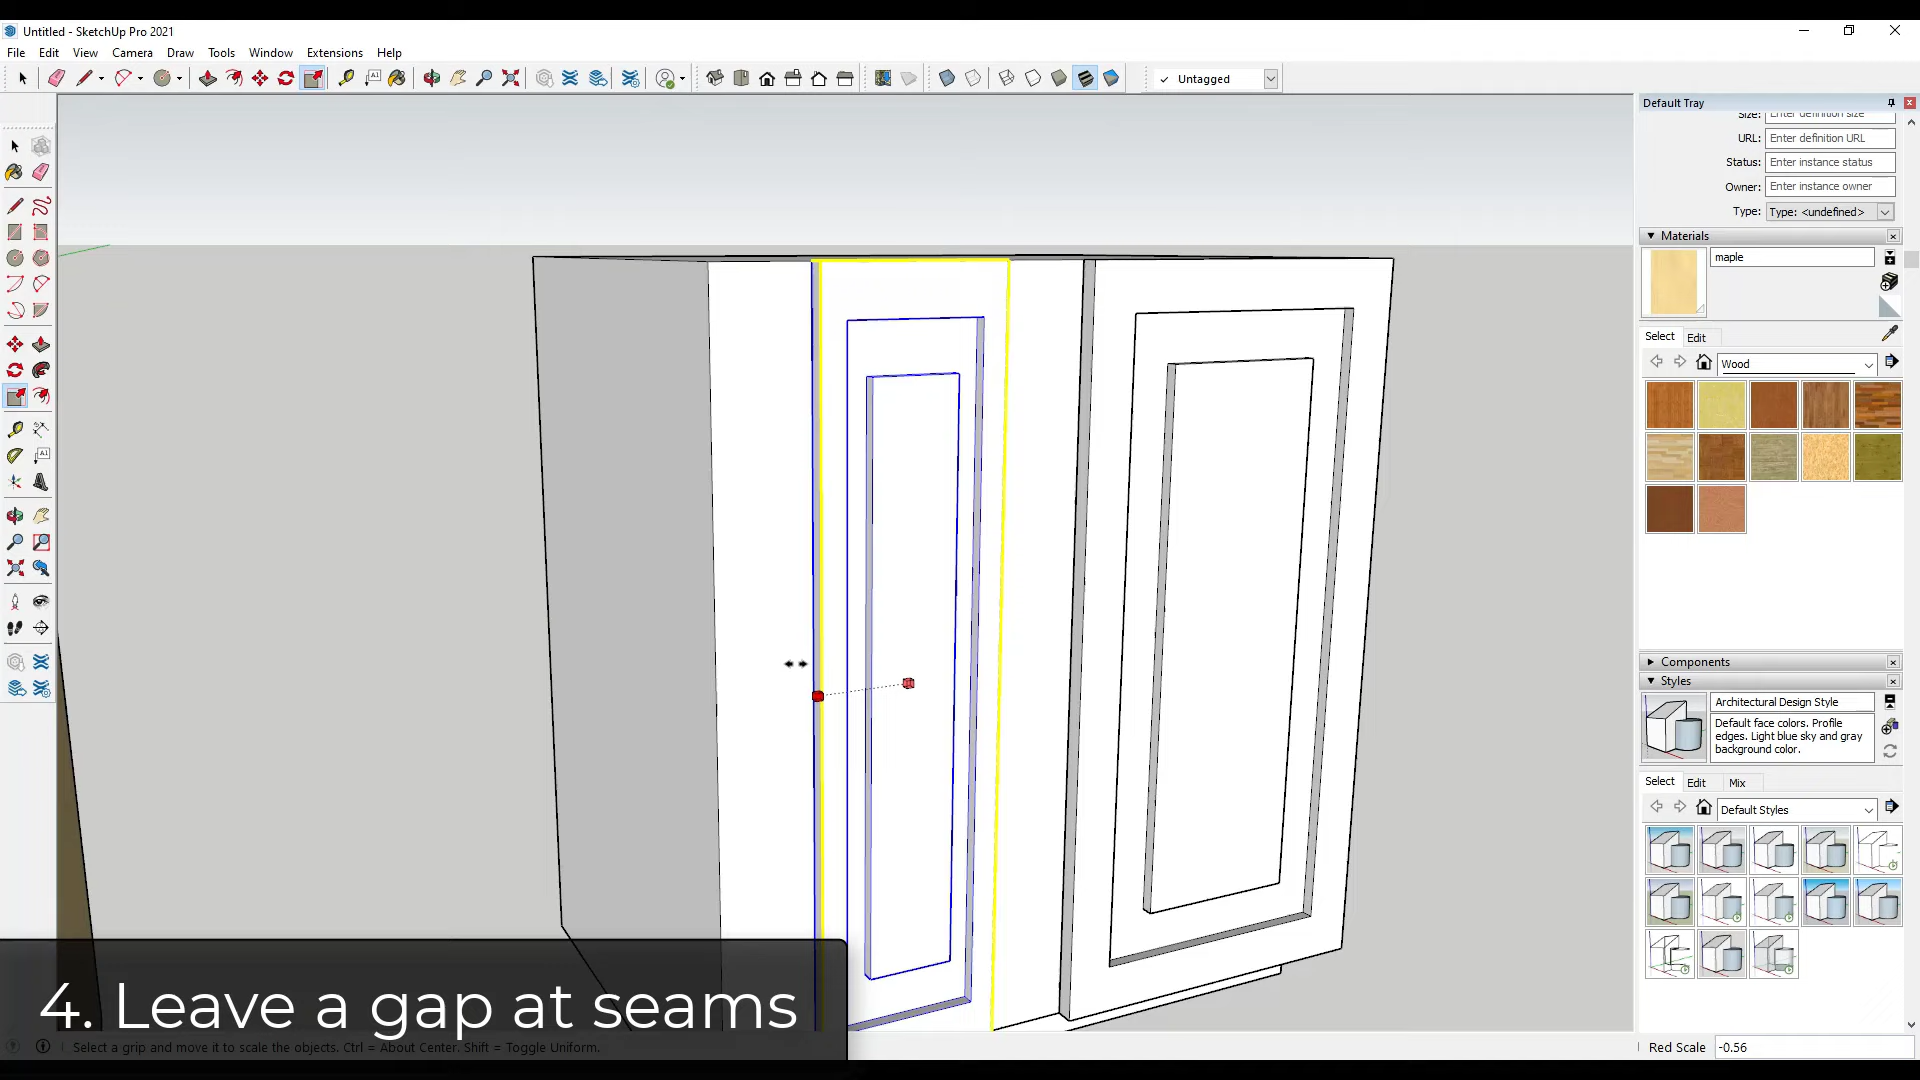 Untitled - SketchUp Pro 2021
File Edit View Camera Draw Tools Window Extensions Help
Untagged
Default Tray
Size: Enter definition size
URL: Enter definition URL
Status: Enter instance status
Owner: Enter instance owner
Type: Type: <undefined>
Materials
maple
Select Edit
Wood
Components
Styles
Architectural Design Style
Default face colors. Profile
edges. Light blue sky and gray
background color.
Select Edit Mix
Default Styles
4. Leave a gap at seams
Select a grip and move it to scale the objects. Ctrl = About Center. Shift = Toggle Uniform.
Red Scale -0.56